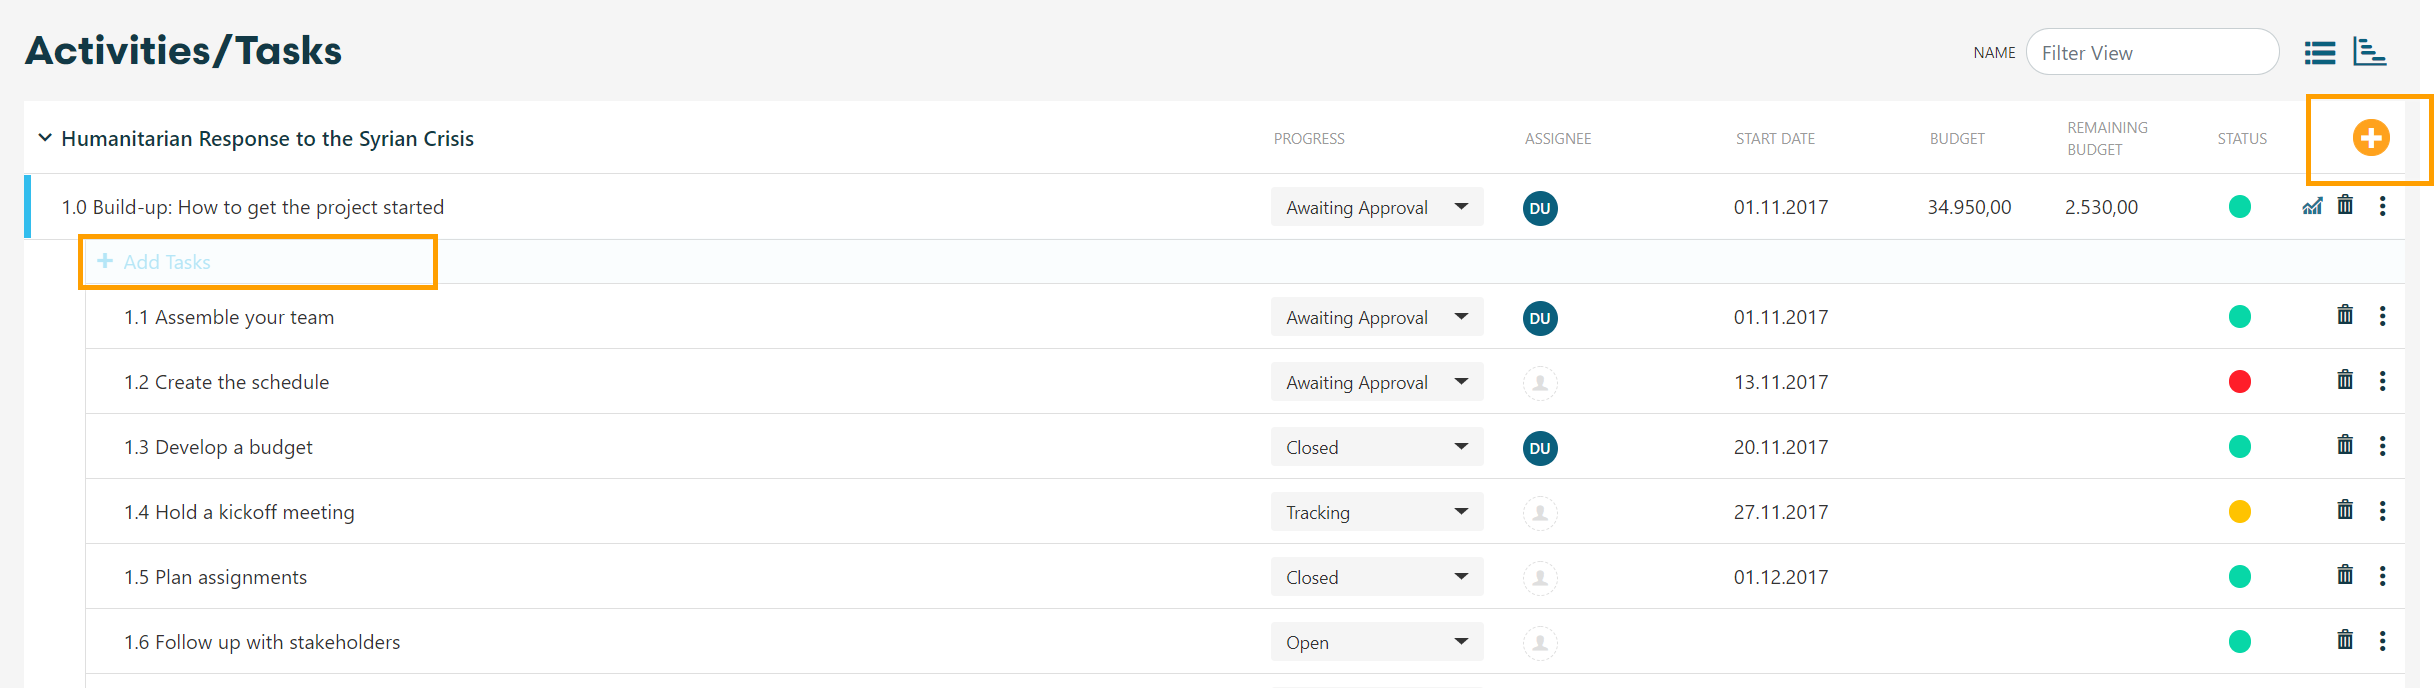 Activities/Tasks
NAME Filter View
Humanitarian Response to the Syrian Crisis PROGRESS ASSIGNEE START DATE BUDGET REMAINING BUDGET STATUS
1.0 Build-up: How to get the project started Awaiting Approval DU 01.11.2017 34.950,00 2.530,00
Add Tasks
1.1 Assemble your team Awaiting Approval DU 01.11.2017
1.2 Create the schedule Awaiting Approval 13.11.2017
1.3 Develop a budget Closed DU 20.11.2017
1.4 Hold a kickoff meeting Tracking 27.11.2017
1.5 Plan assignments Closed 01.12.2017
1.6 Follow up with stakeholders Open